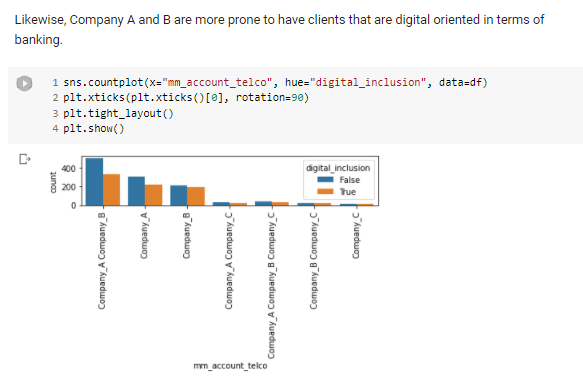 Likewise, Company A and B are more prone to have clients that are digital oriented in terms of
banking.
1 sns.countplot(x="mm_account_telco", hue="digital_inclusion", data=df)
2 plt.xticks(plt.xticks()[0], rotation=90)
3 plt.tight_layout()
4 plt.show()
digital_inclusion
False
True
400
200
0
count
Company_A Company_B
Company_A
Company_B
Company_A Company_C
Company_A Company_B Company_C
Company_B Company_C
Company_C
mm_account_telco